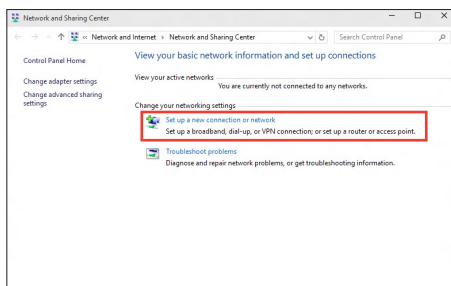 Network and Sharing Center
« Network and Internet › Network and Sharing Center
Search Control Panel
Control Panel Home
Change adapter settings
Change advanced sharing
settings
View your basic network information and set up connections
View your active networks
You are currently not connected to any networks.
Change your networking settings
Set up a new connection or network
Set up a broadband, dial-up, or VPN connection; or set up a router or access point.
Troubleshoot problems
Diagnose and repair network problems, or get troubleshooting information.